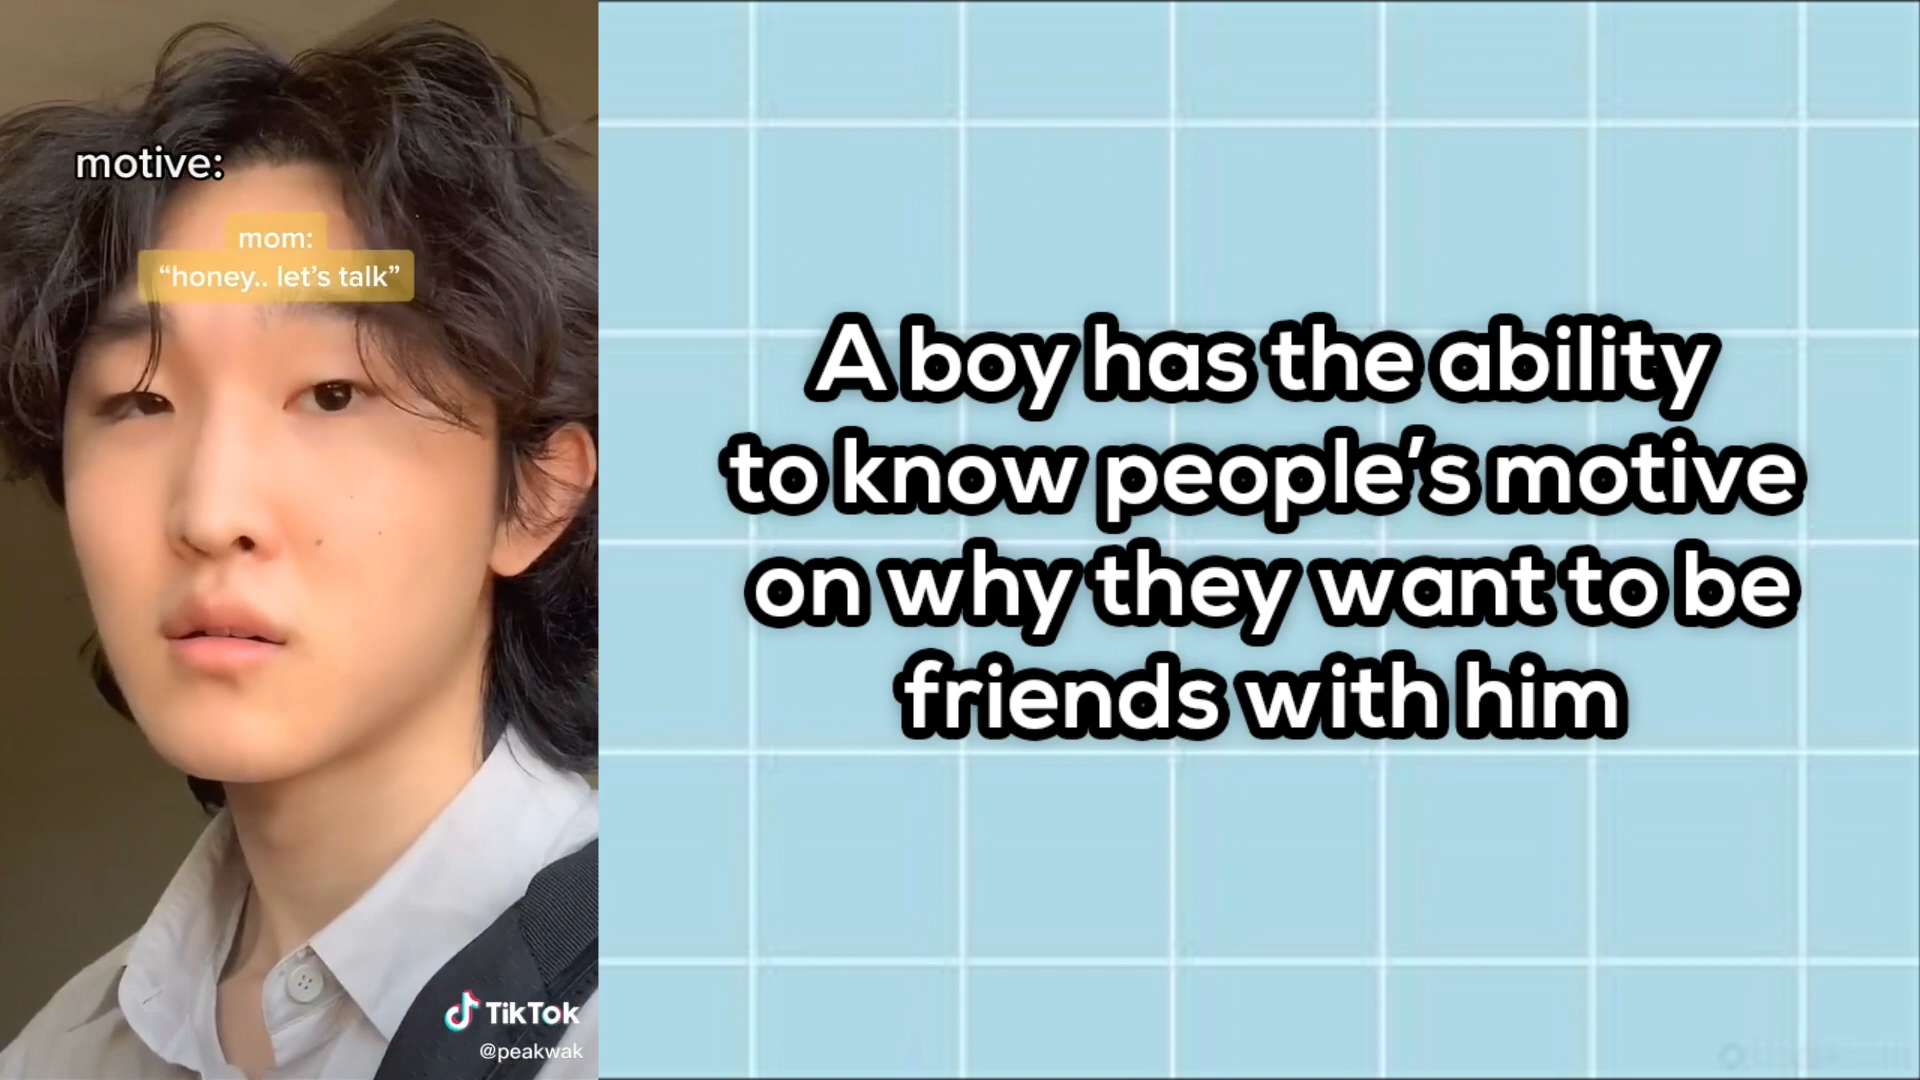 motive:
mom:
“honey.. let’s talk”
TikTok
@peakwak
A boy has the ability
to know people’s motive
on why they want to be
friends with him